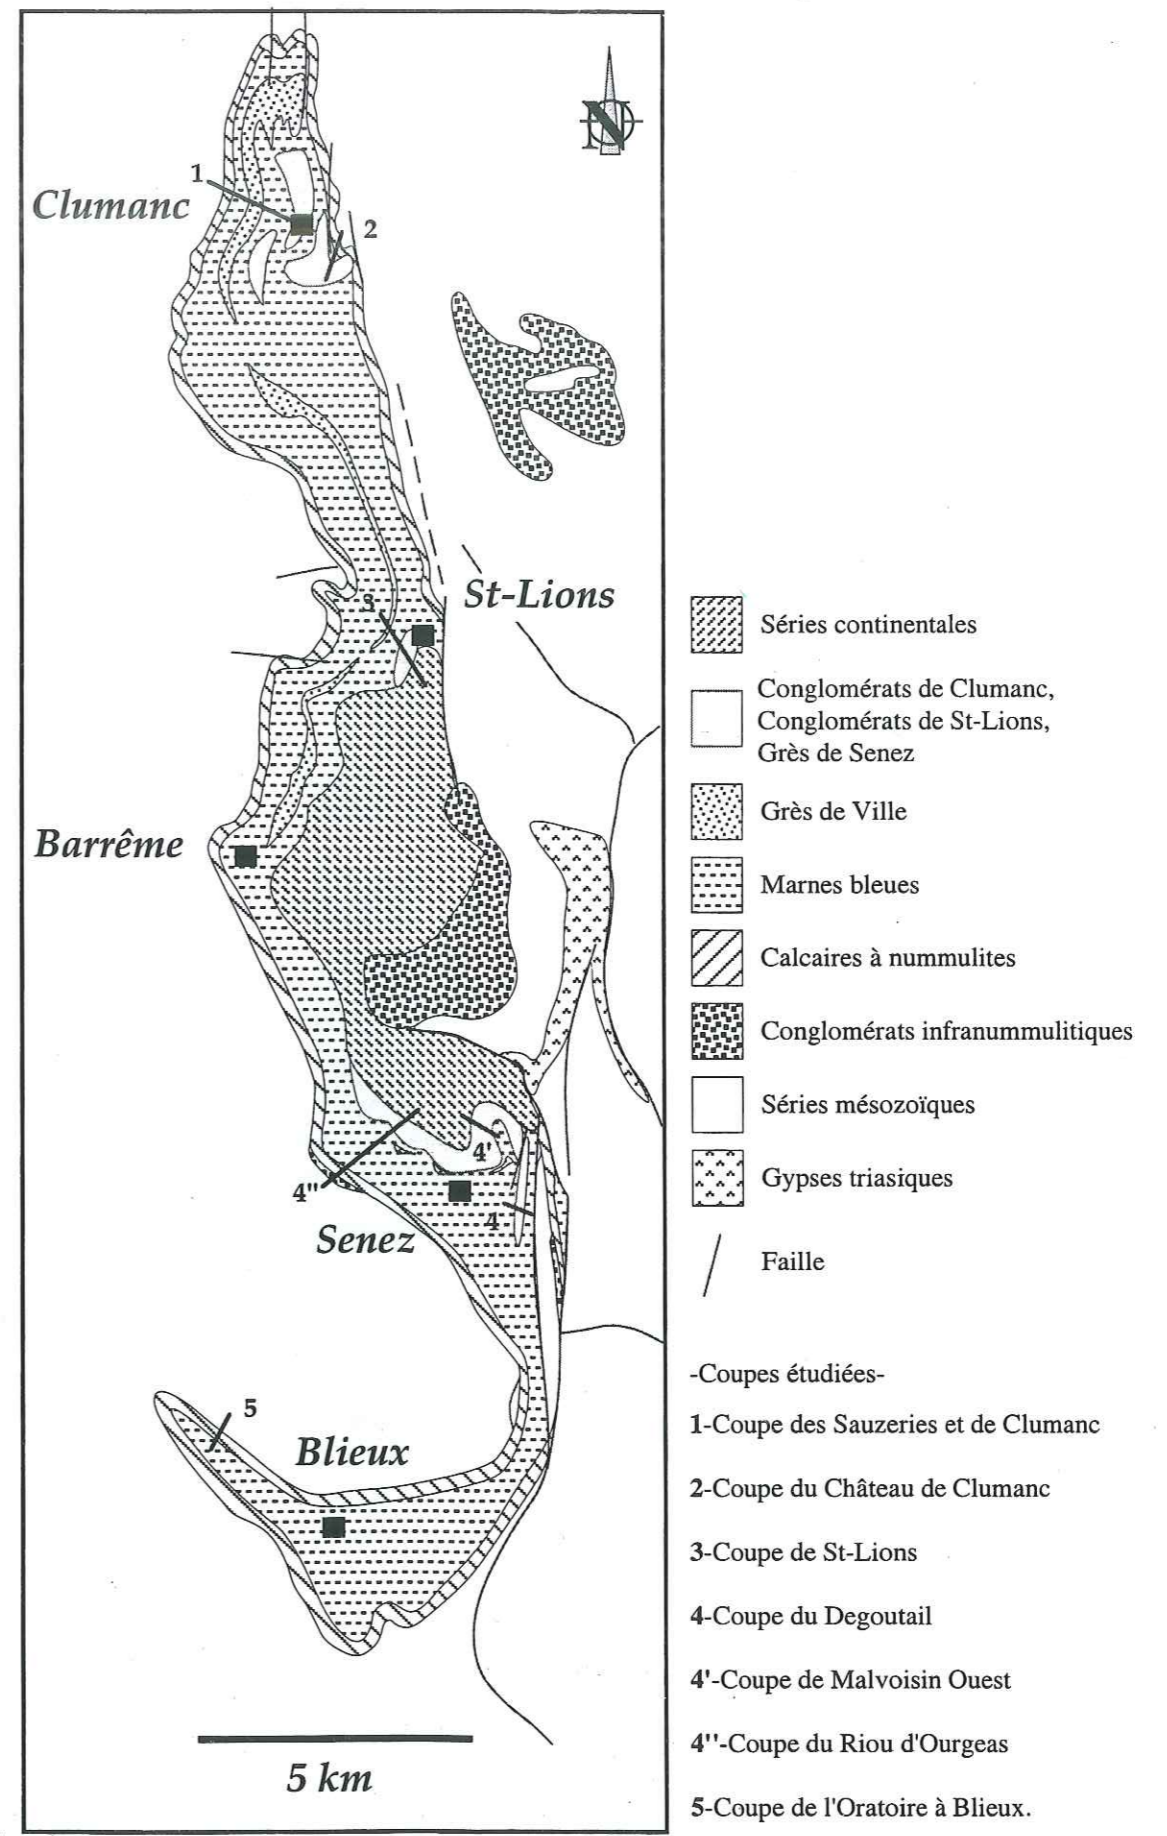 N
1
Clumanc
2
St-Lions
3
Barrême
4'
4"
4
Senez
5
Blieux
5 km
Séries continentales
Conglomérats de Clumanc,
Conglomérats de St-Lions,
Grès de Senez
Grès de Ville
Marnes bleues
Calcaires à nummulites
Conglomérats infranummulitiques
Séries mésozoïques
Gypses triasiques
Faille
-Coupes étudiées-
1-Coupe des Sauzeries et de Clumanc
2-Coupe du Château de Clumanc
3-Coupe de St-Lions
4-Coupe du Degoutail
4'-Coupe de Malvoisin Ouest
4''-Coupe du Riou d'Ourgeas
5-Coupe de l'Oratoire à Blieux.